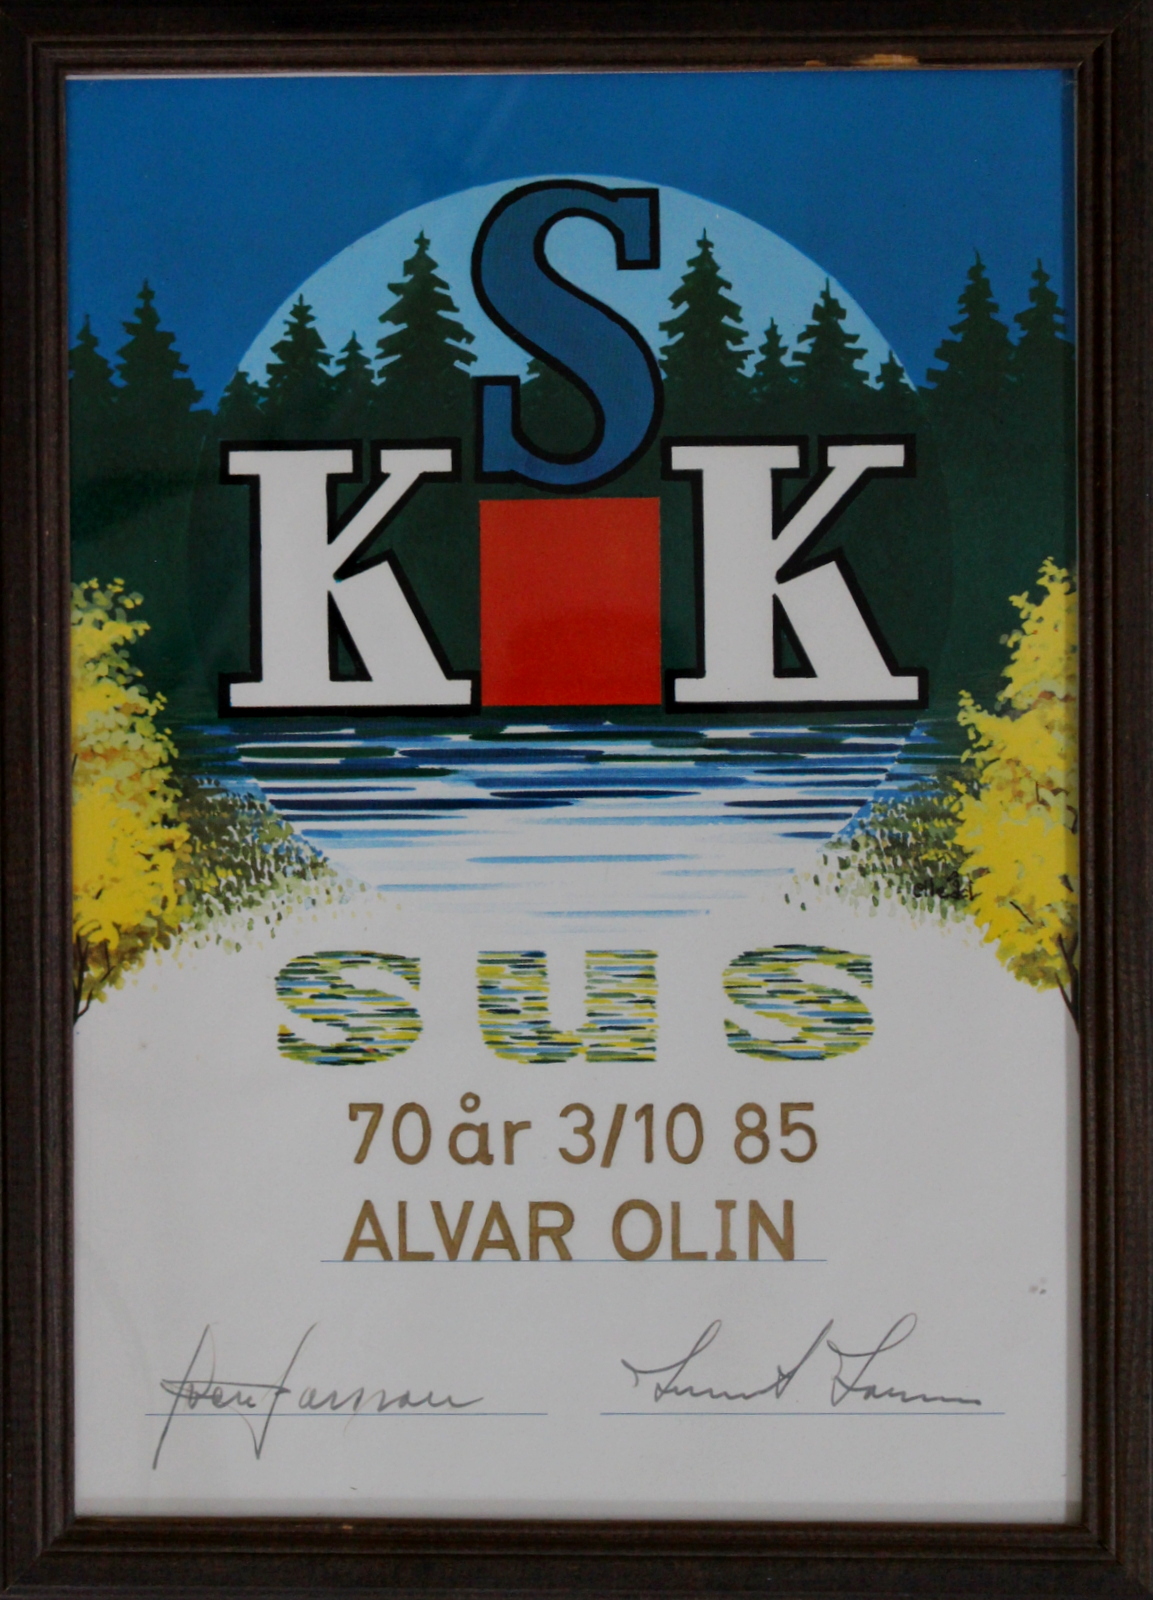 S
K K
sus
70 år 3/10 85
ALVAR OLIN